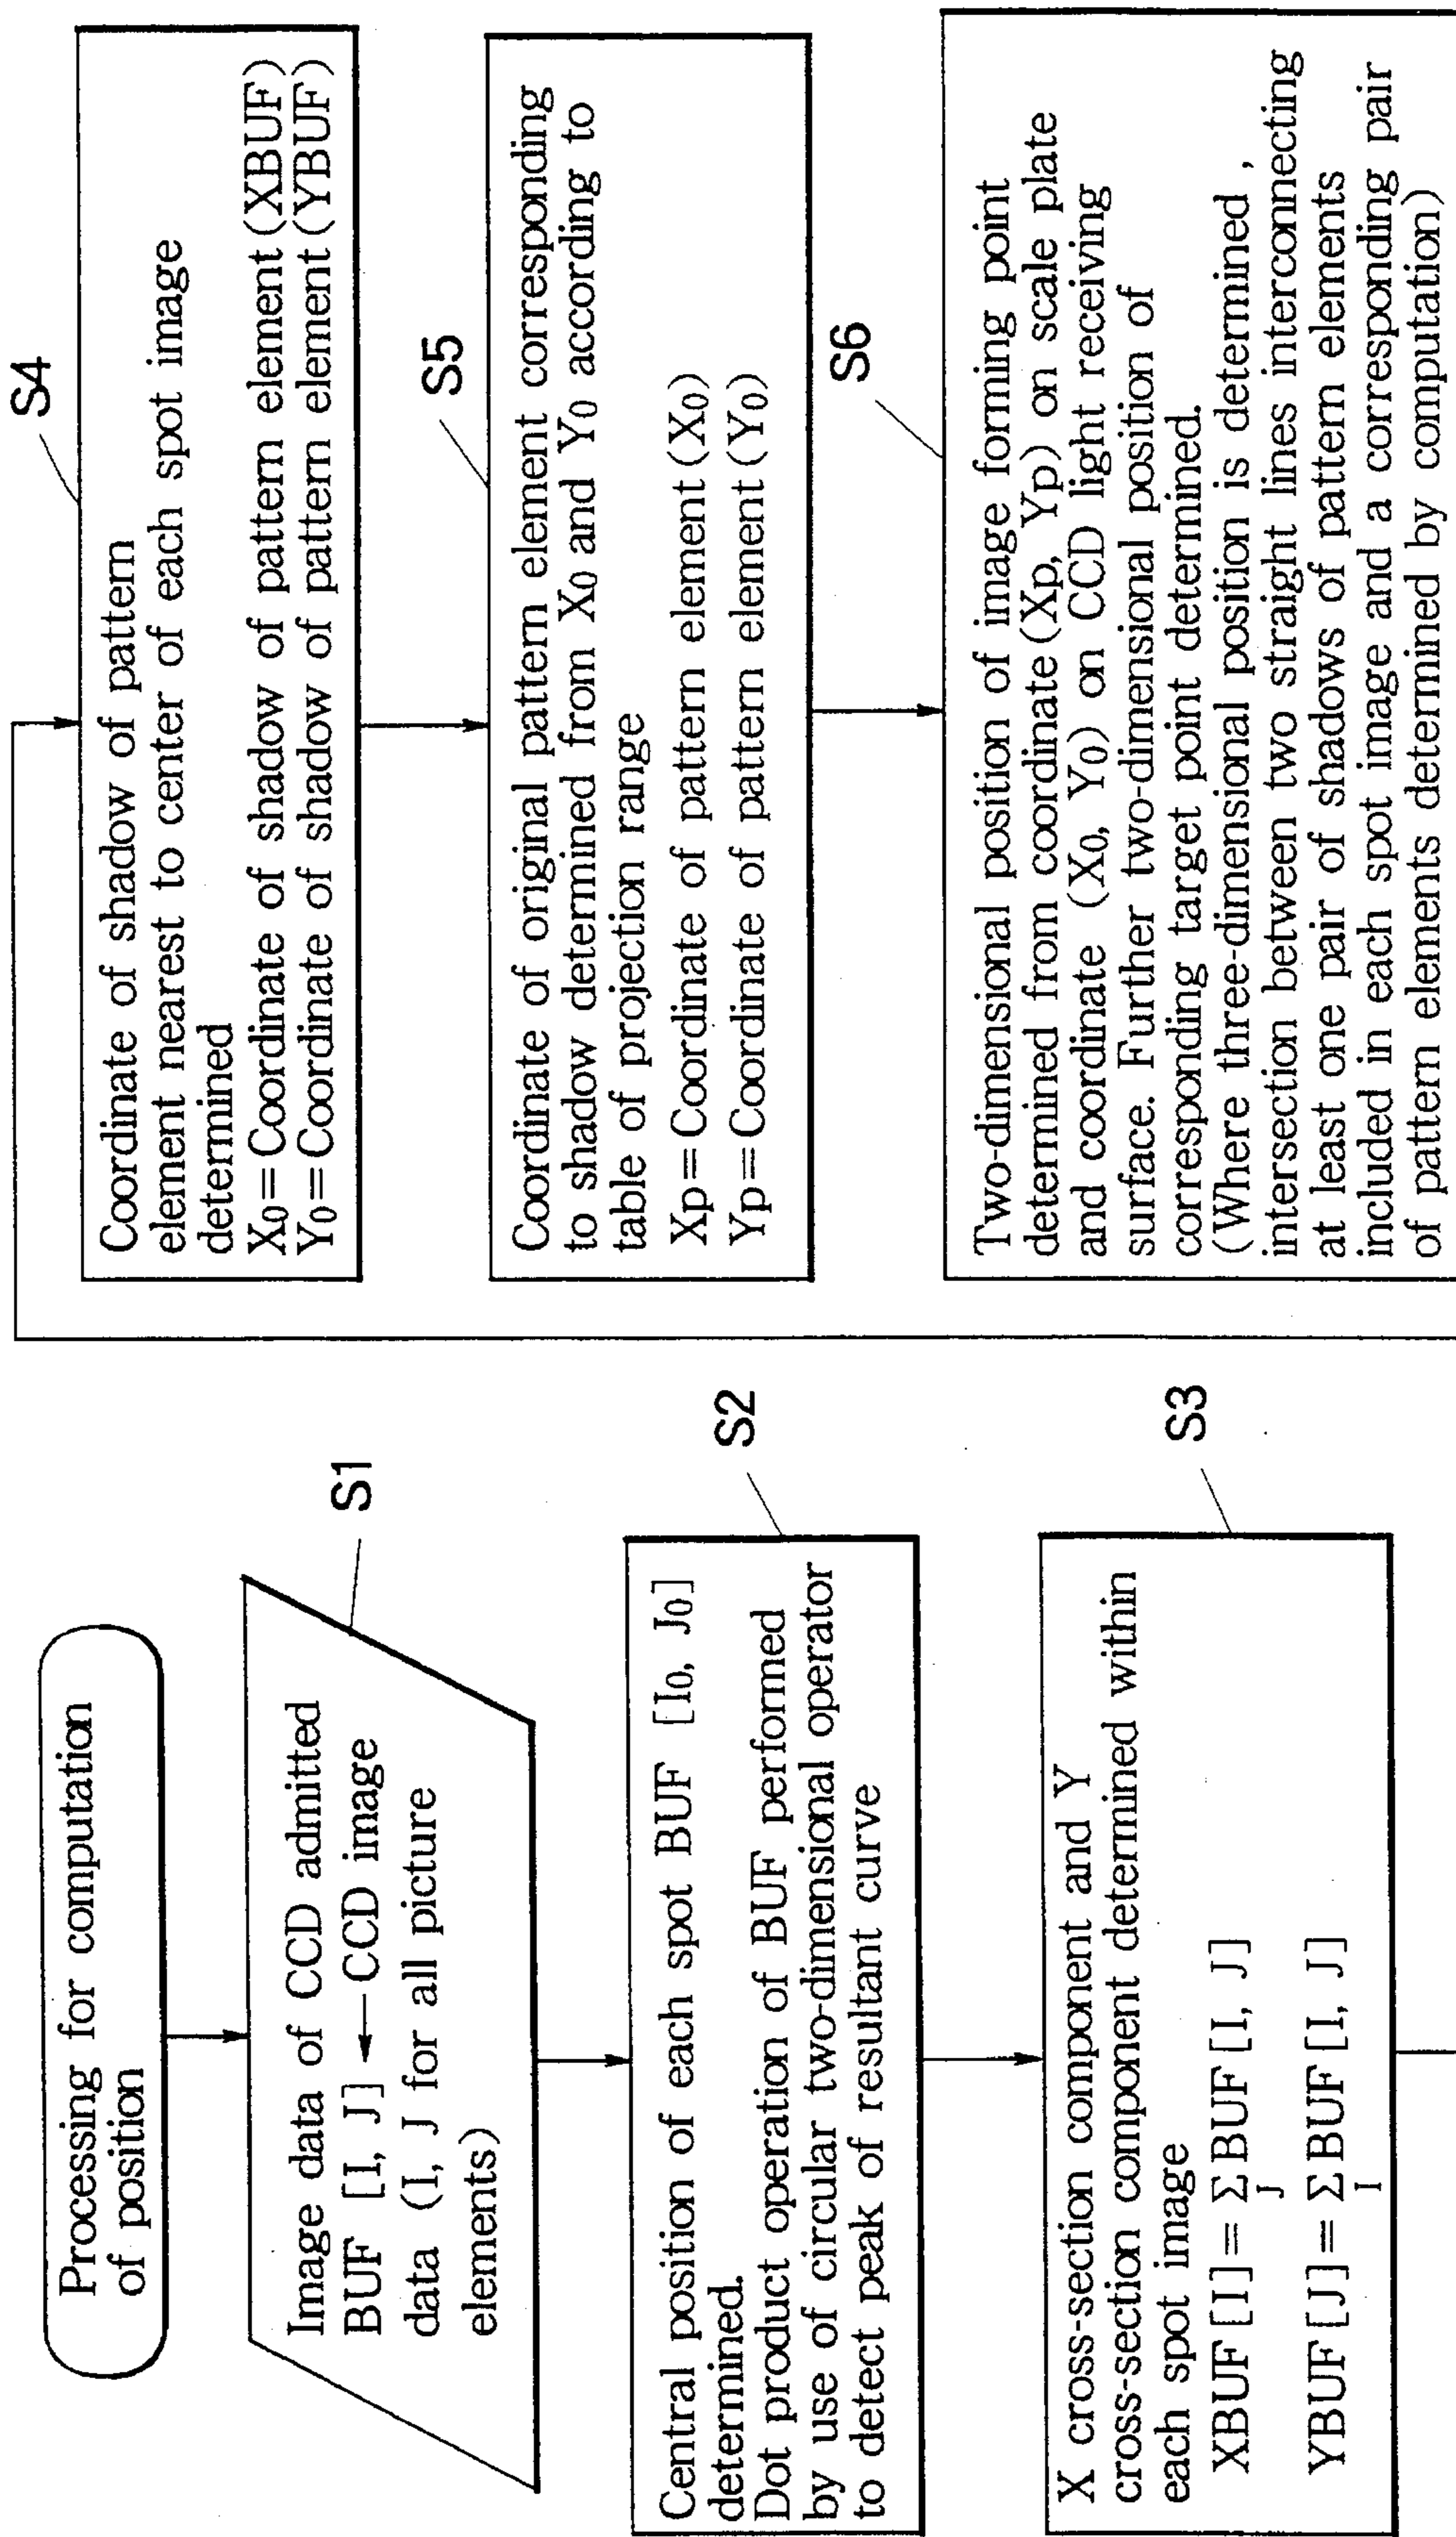 Processing for computation
of position
S1
Image data of CCD admitted
BUF [I, J] ← CCD image
data (I, J for all picture
elements)
S2
Central position of each spot BUF [I₀, J₀]
determined.
Dot product operation of BUF performed
by use of circular two-dimensional operator
to detect peak of resultant curve
S3
X cross-section component and Y
cross-section component determined within
each spot image
XBUF [I] = Σ BUF [I, J]
J
YBUF [J] = Σ BUF [I, J]
I
S4
Coordinate of shadow of pattern
element nearest to center of each spot image
determined
X₀=Coordinate of shadow of pattern element (XBUF)
Y₀=Coordinate of shadow of pattern element (YBUF)
S5
Coordinate of original pattern element corresponding
to shadow determined from X₀ and Y₀ according to
table of projection range
Xp=Coordinate of pattern element (X₀)
Yp=Coordinate of pattern element (Y₀)
S6
Two-dimensional position of image forming point
determined from coordinate (Xp, Yp) on scale plate
and coordinate (X₀, Y₀) on CCD light receiving
surface. Further two-dimensional position of
corresponding target point determined.
(Where three-dimensional position is determined ,
intersection between two straight lines interconnecting
at least one pair of shadows of pattern elements
included in each spot image and a corresponding pair
of pattern elements determined by computation)